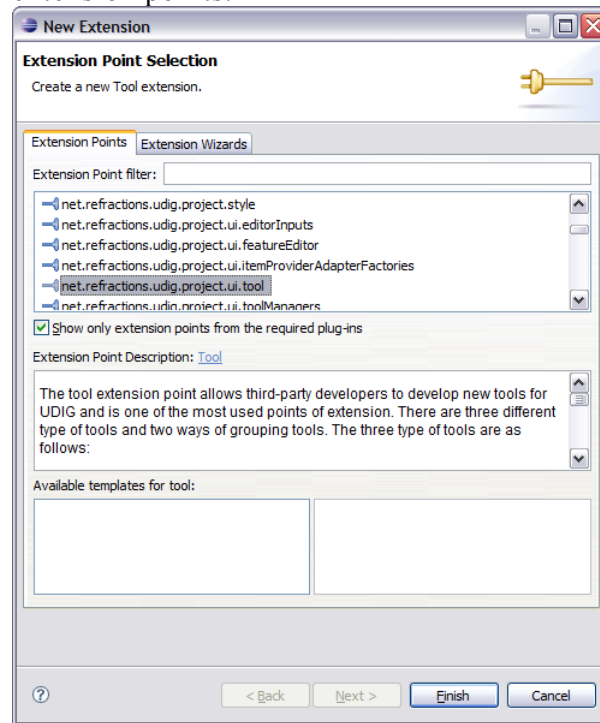 New Extension
Extension Point Selection
Create a new Tool extension.
Extension Points Extension Wizards
Extension Point filter:
net.refractions.udig.project.style
net.refractions.udig.project.ui.editorInputs
net.refractions.udig.project.ui.featureEditor
net.refractions.udig.project.ui.itemProviderAdapterFactories
net.refractions.udig.project.ui.tool
net.refractions.udig.project.ui.toolManagers
Show only extension points from the required plug-ins
Extension Point Description: Tool
The tool extension point allows third-party developers to develop new tools for
UDIG and is one of the most used points of extension. There are three different
type of tools and two ways of grouping tools. The three type of tools are as
follows:
Available templates for tool:
< Back Next > Finish Cancel